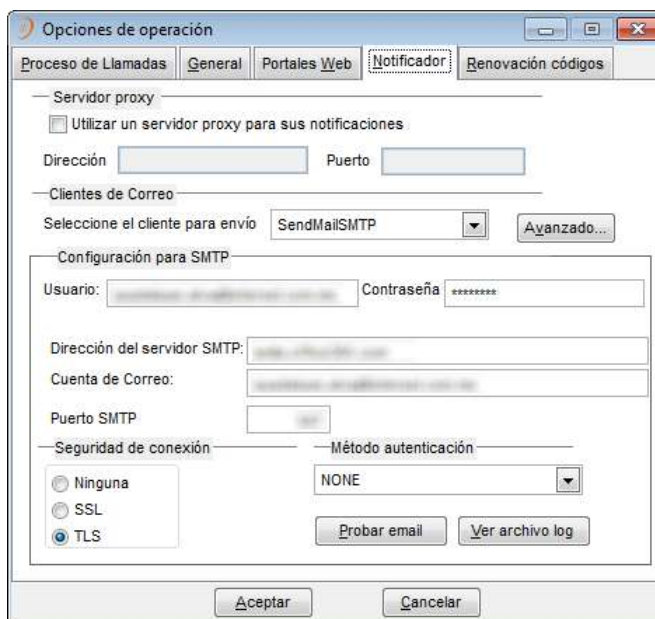 Opciones de operación
Proceso de Llamadas General Portales Web Notificador Renovación códigos
Servidor proxy
Utilizar un servidor proxy para sus notificaciones
Dirección Puerto
Clientes de Correo
Seleccione el cliente para envío SendMailSMTP Avanzado...
Configuración para SMTP
Usuario: Contraseña ********
Dirección del servidor SMTP:
Cuenta de Correo:
Puerto SMTP
Seguridad de conexión Método autenticación
Ninguna NONE
SSL
TLS Probar email Ver archivo log
Aceptar Cancelar